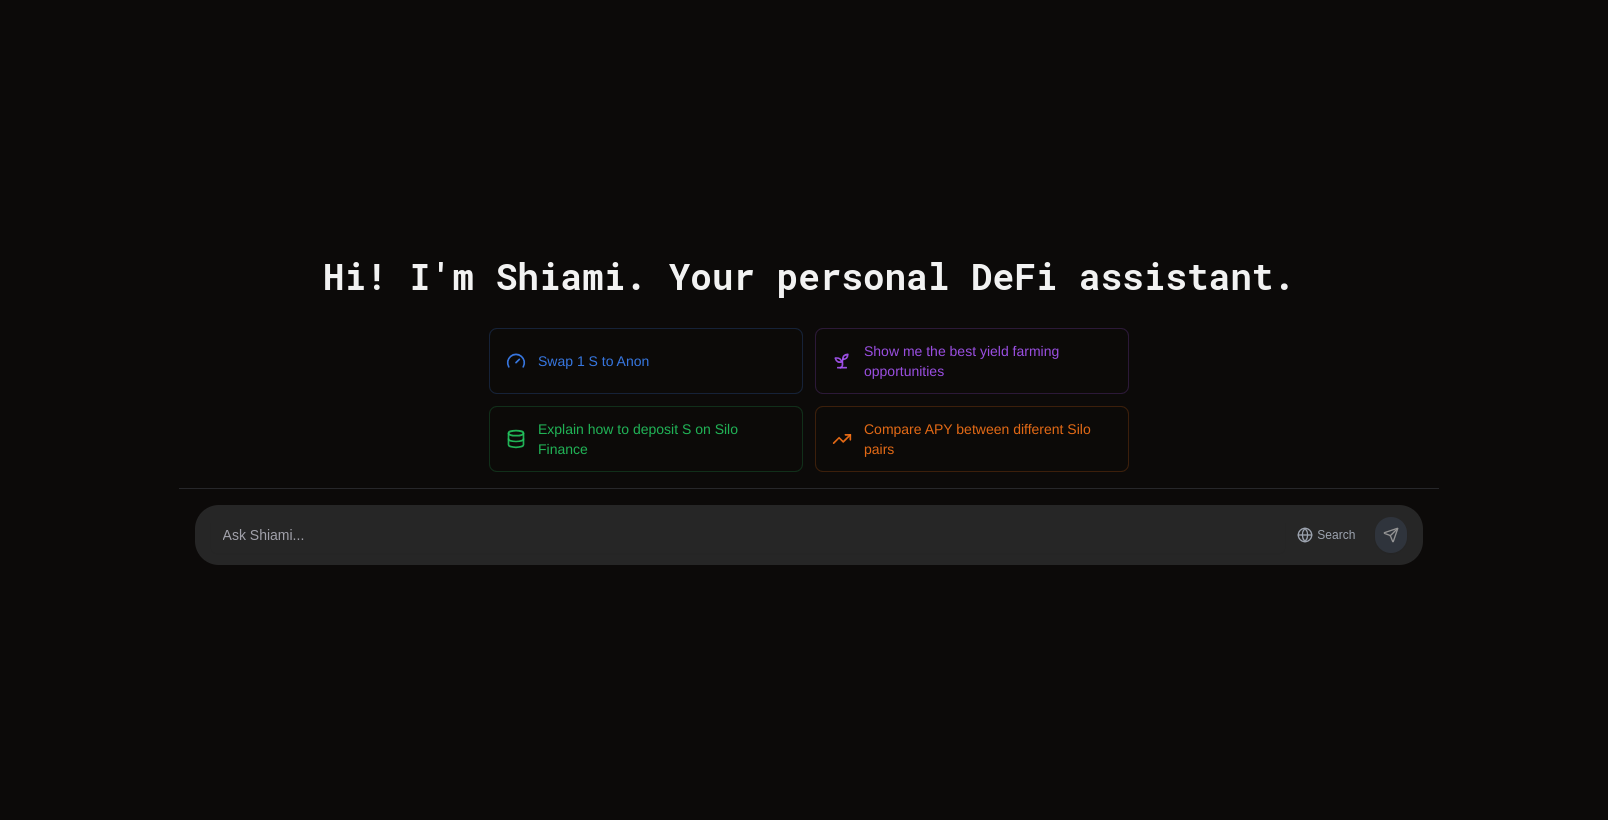 Hi! I'm Shiami. Your personal DeFi assistant.
Swap 1 S to Anon
Show me the best yield farming
opportunities
Explain how to deposit S on Silo
Finance
Compare APY between different Silo
pairs
Ask Shiami...
Search